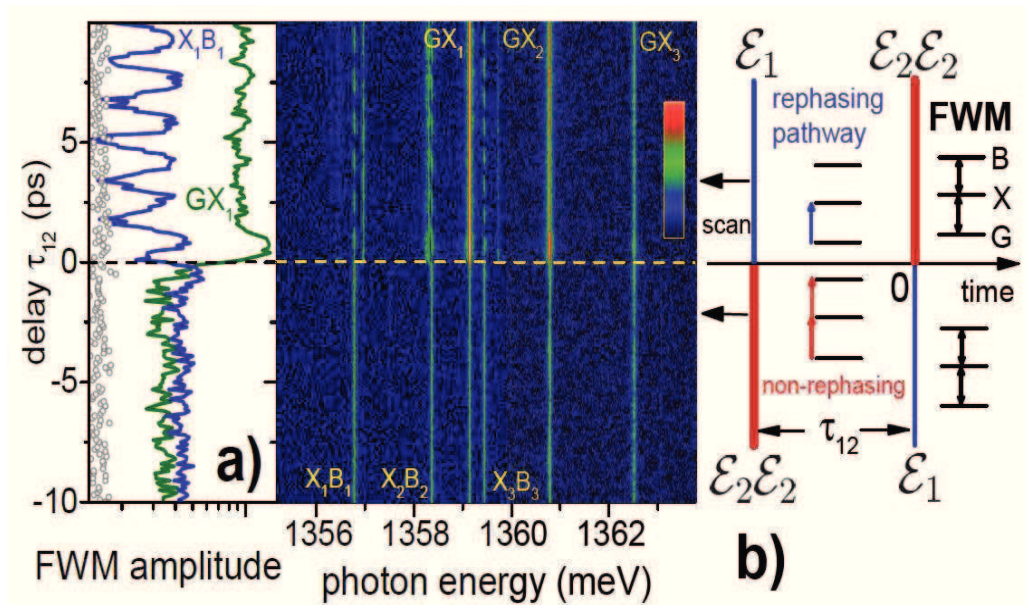 X₁B₁
GX₁
GX₂
GX₃
GX₁
5
0
-5
-10
delay τ₁₂ (ps)
a)
X₁B₁
X₂B₂
X₃B₃
1356
1358
1360
1362
FWM amplitude
photon energy (meV)
ℰ₁
ℰ₂ℰ₂
rephasing
pathway
FWM
B
X
G
scan
0
time
non-rephasing
τ₁₂
ℰ₂ℰ₂
ℰ₁
b)